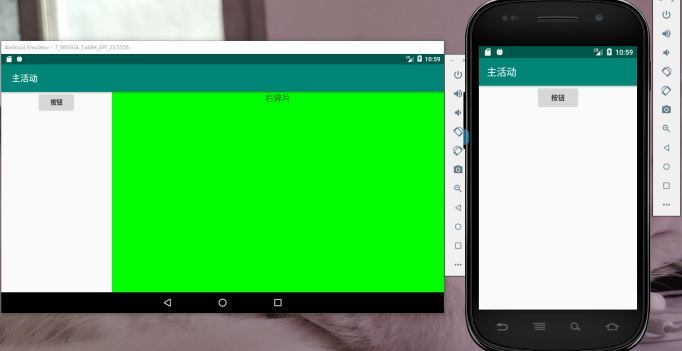 Android Emulator - 7_WSVGA_Tablet_API_23:5556
10:59
主活动
按钮
右碎片
10:59
主活动
按钮